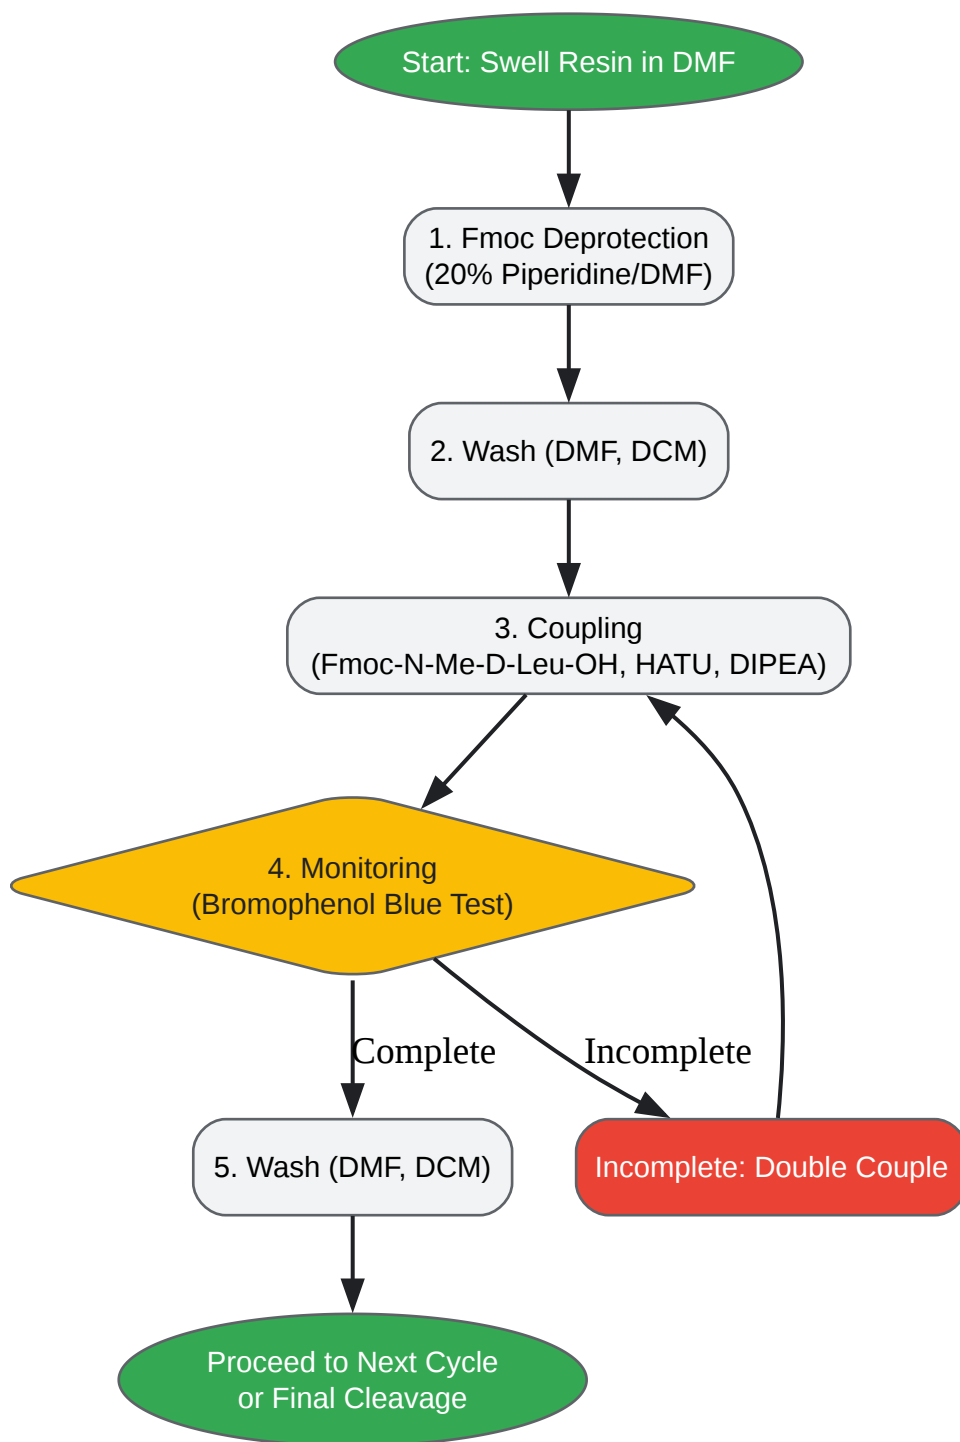 Start: Swell Resin in DMF
1. Fmoc Deprotection
(20% Piperidine/DMF)
2. Wash (DMF, DCM)
3. Coupling
(Fmoc-N-Me-D-Leu-OH, HATU, DIPEA)
4. Monitoring
(Bromophenol Blue Test)
Complete
Incomplete
5. Wash (DMF, DCM)
Incomplete: Double Couple
Proceed to Next Cycle
or Final Cleavage